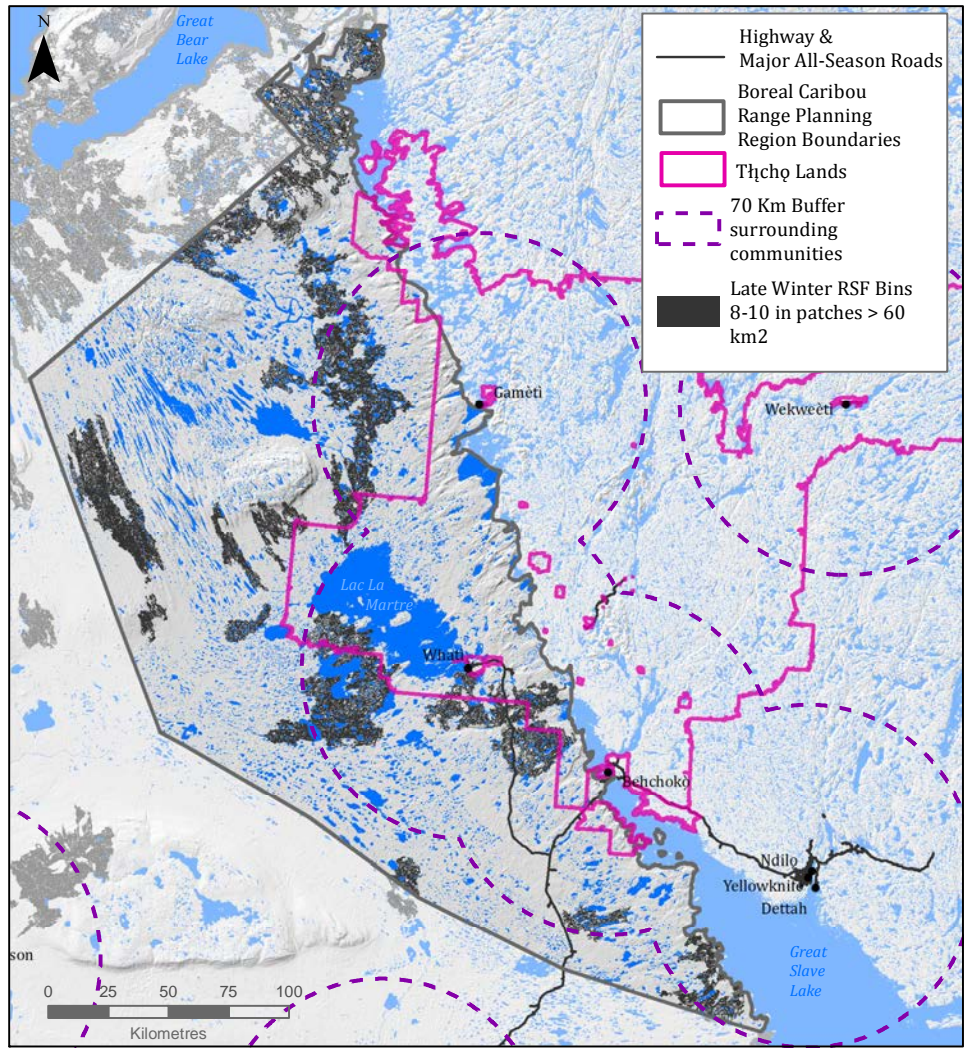 N
Great
Bear
Lake
Highway &
Major All-Season Roads
Boreal Caribou
Range Planning
Region Boundaries
Tłı̨chǫ Lands
70 Km Buffer
surrounding
communities
Late Winter RSF Bins
8-10 in patches > 60
km2
Gamètì
Wekweètì
Lac La
Martre
Whatì
Behchokǫ̀
Ndilo
Yellowknife
Dettah
Great
Slave
Lake
son
0 25 50 75 100
Kilometres